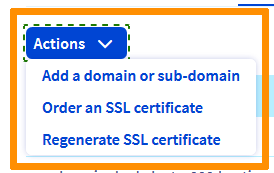 Actions
Add a domain or sub-domain
Order an SSL certificate
Regenerate SSL certificate